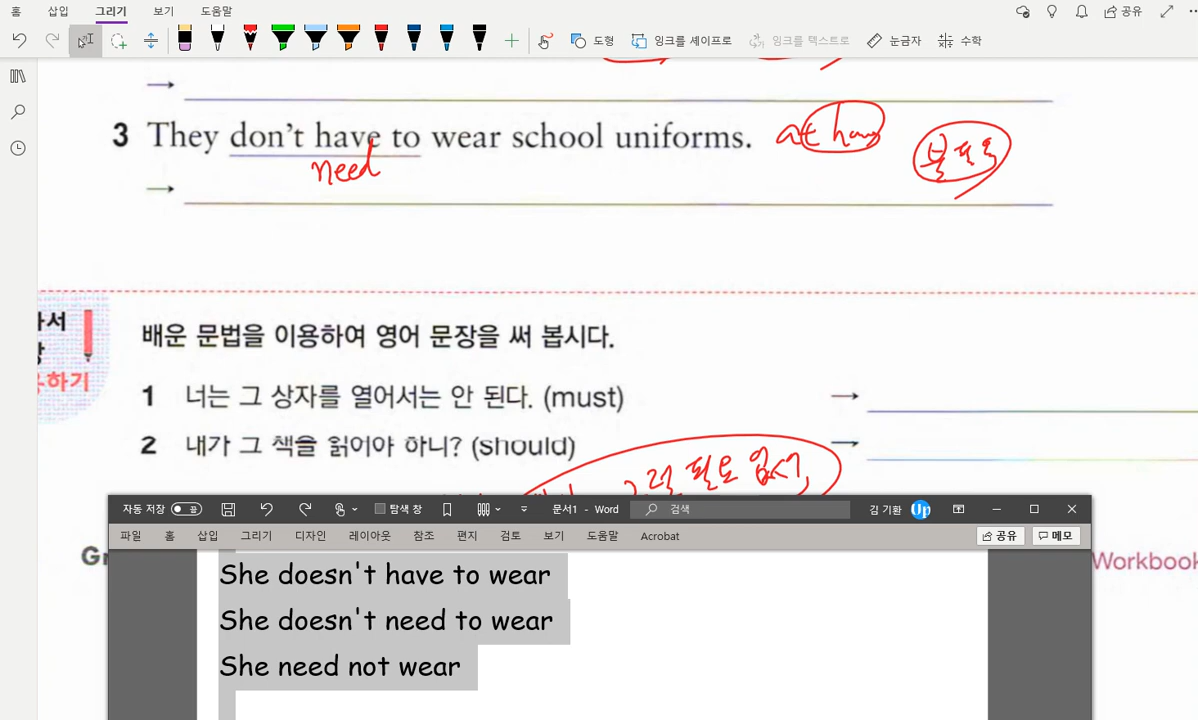 홈 삽입 그리기 보기 도움말
공유
도형 잉크를 셰이프로 잉크를 텍스트로 눈금자 수학
3 They don't have to wear school uniforms.
need
불필요
배운 문법을 이용하여 영어 문장을 써 봅시다.
하기
1 너는 그 상자를 열어서는 안 된다. (must)
2 내가 그 책을 읽어야 하니? (should)
그럴 필요 없어,
자동 저장 끔 탐색 창 문서1 - Word 검색 김 기환 Up
파일 홈 삽입 그리기 디자인 레이아웃 참조 편지 검토 보기 도움말 Acrobat 공유 메모
Gr
Workbook
She doesn't have to wear
She doesn't need to wear
She need not wear